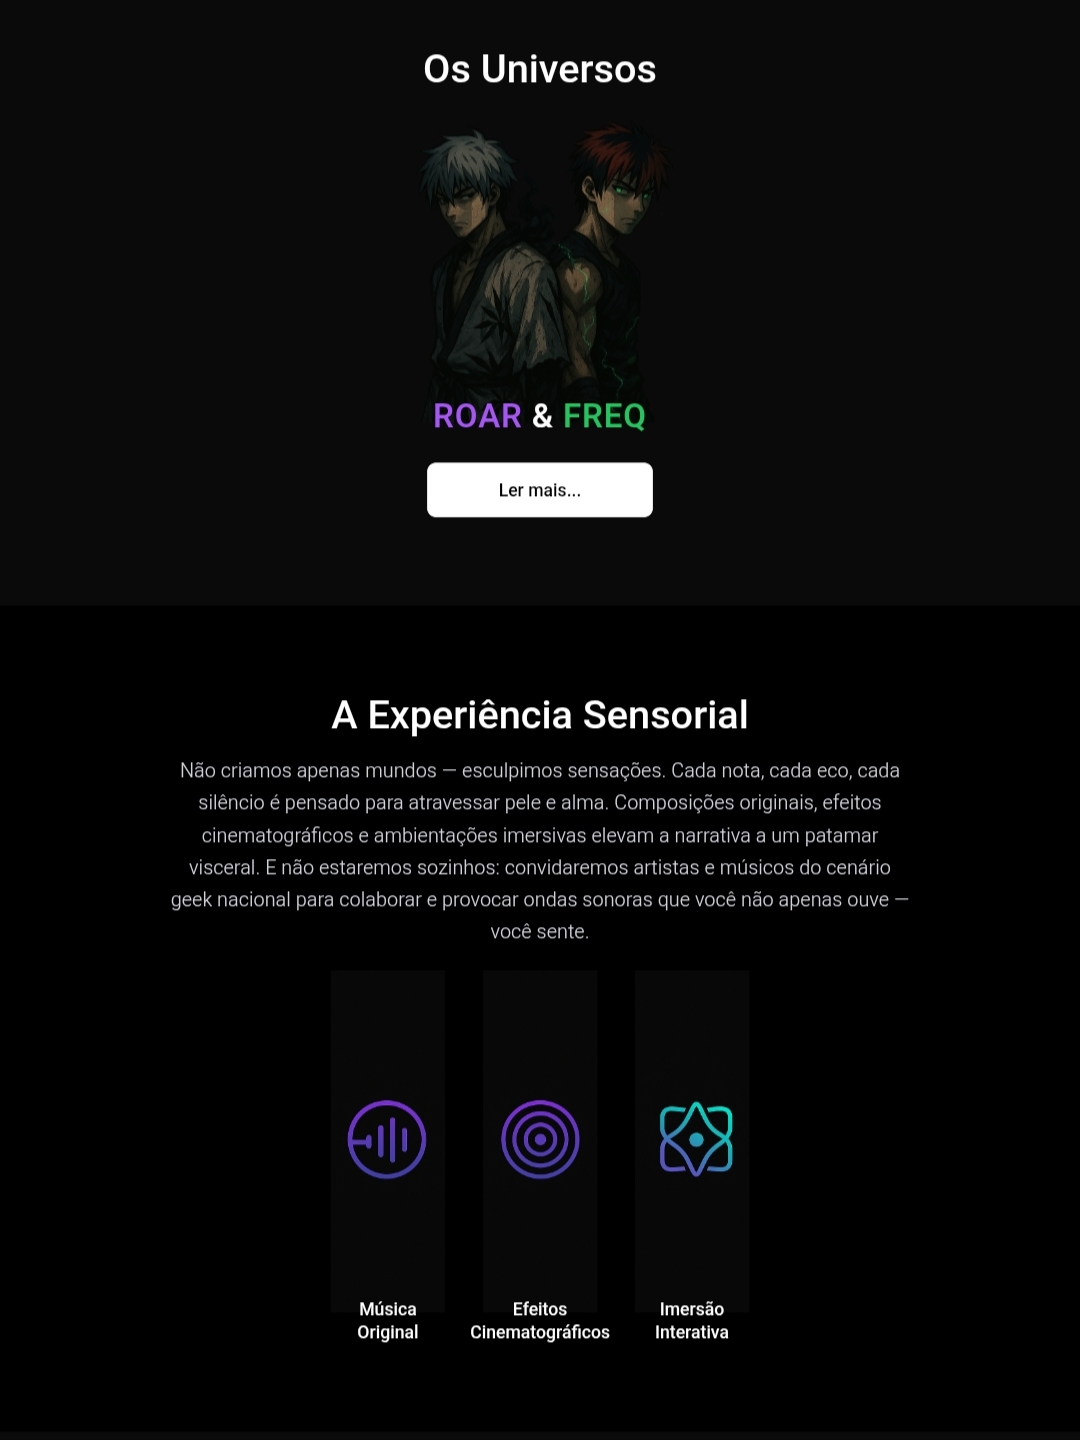 Os Universos
ROAR & FREQ
Ler mais...
A Experiência Sensorial
Não criamos apenas mundos — esculpimos sensações. Cada nota, cada eco, cada
silêncio é pensado para atravessar pele e alma. Composições originais, efeitos
cinematográficos e ambientações imersivas elevam a narrativa a um patamar
visceral. E não estaremos sozinhos: convidaremos artistas e músicos do cenário
geek nacional para colaborar e provocar ondas sonoras que você não apenas ouve —
você sente.
Música
Original
Efeitos
Cinematográficos
Imersão
Interativa